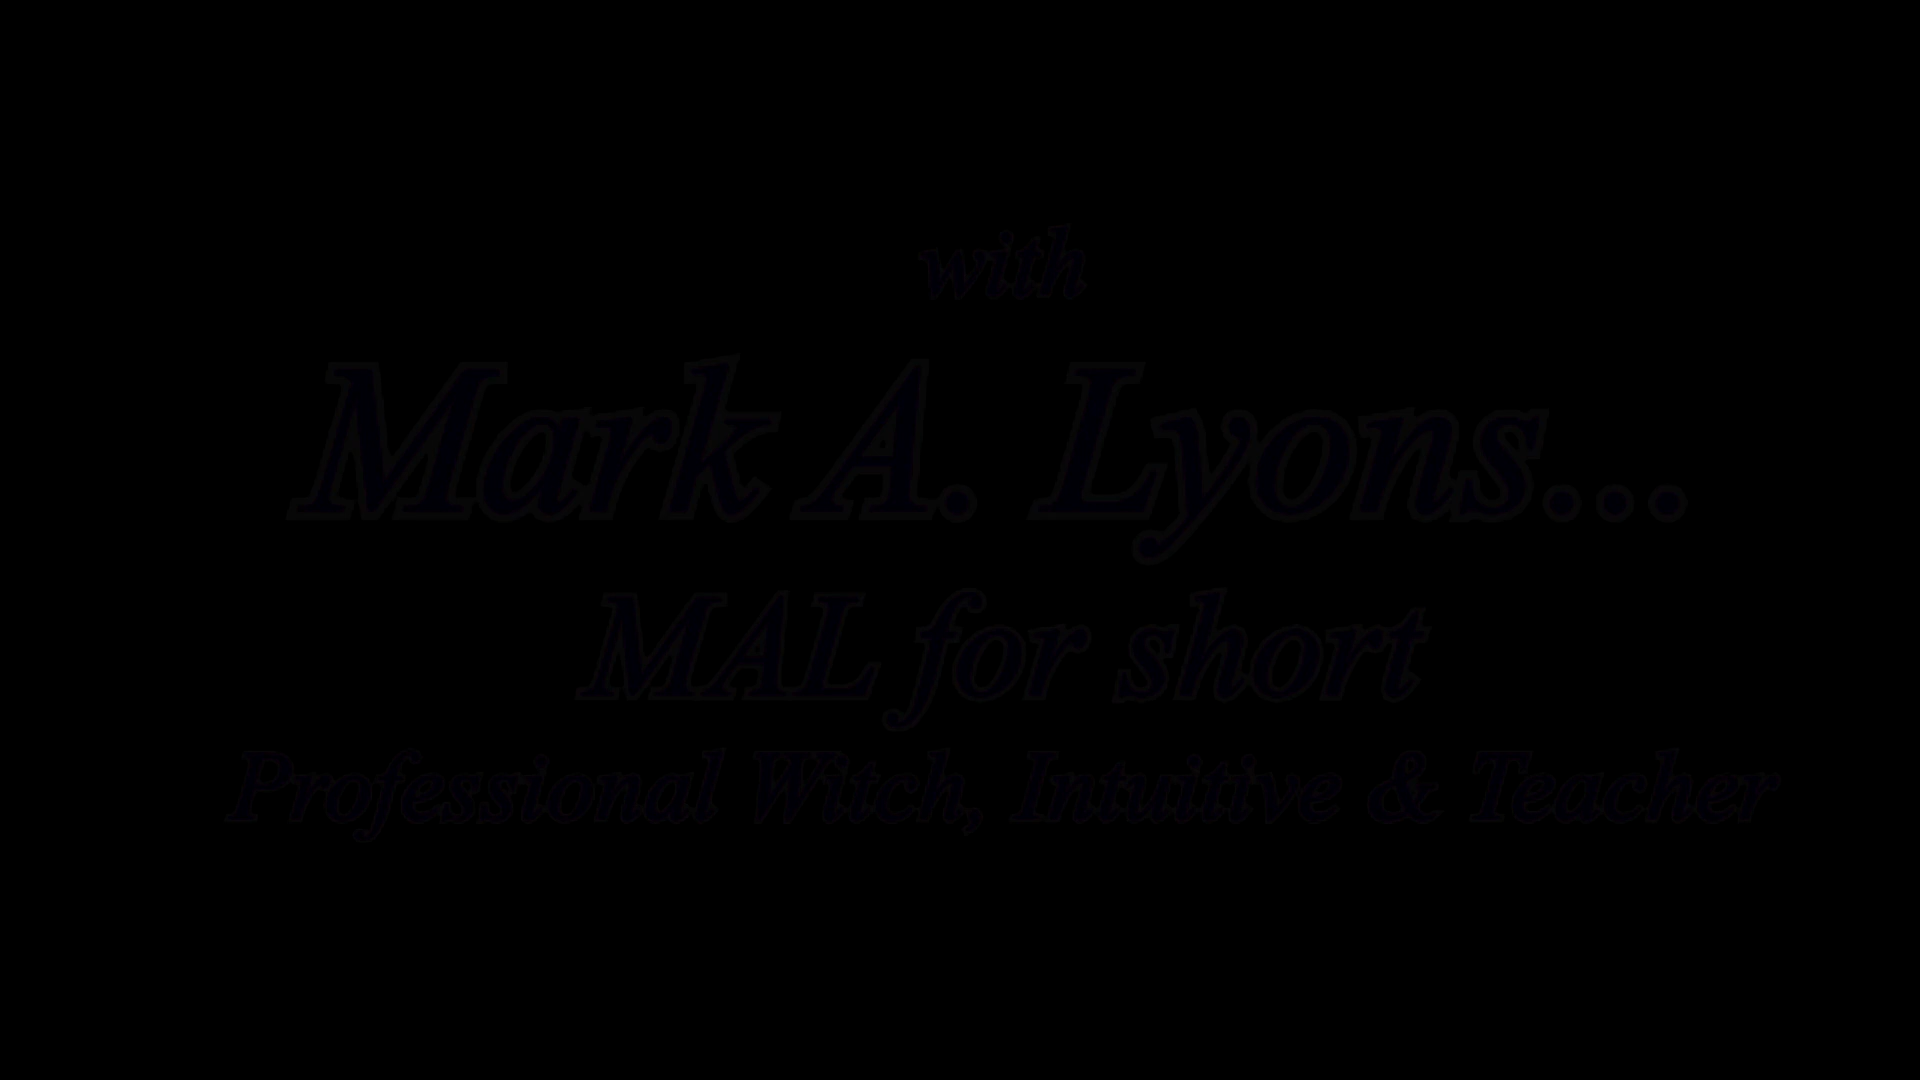 with
Mark A. Lyons...
MAL for short
Professional Witch, Intuitive & Teacher